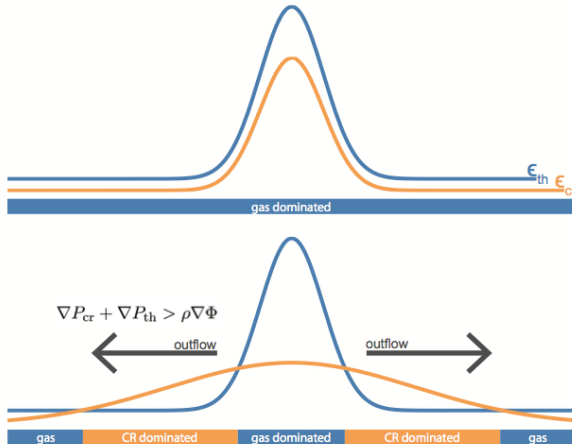 ϵth ϵc
gas dominated
∇Pcr + ∇Pth > ρ∇Φ
outflow outflow
gas CR dominated gas dominated CR dominated gas